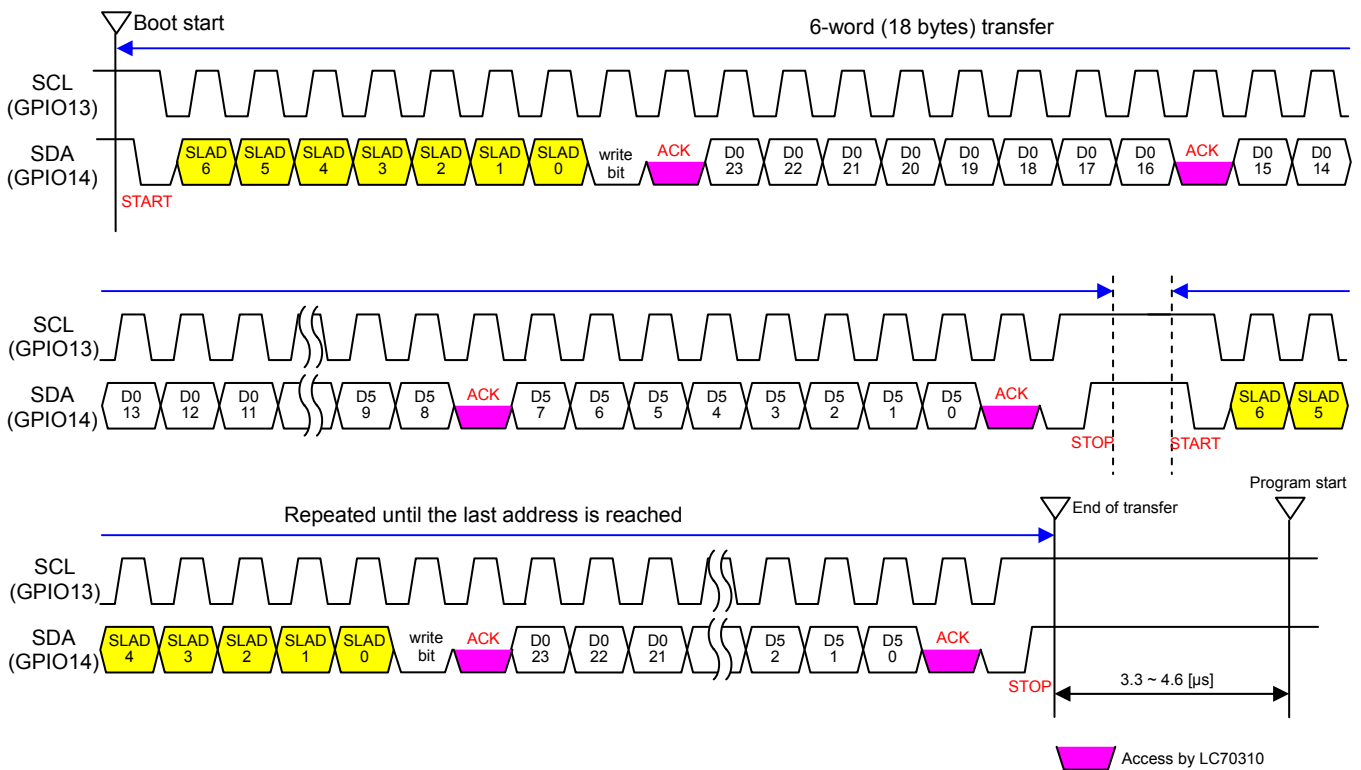 Boot start
6-word (18 bytes) transfer
SCL
(GPIO13)
SDA
(GPIO14)
START
SLAD 6 SLAD 5 SLAD 4 SLAD 3 SLAD 2 SLAD 1 SLAD 0 write bit ACK D0 23 D0 22 D0 21 D0 20 D0 19 D0 18 D0 17 D0 16 ACK D0 15 D0 14
SCL
(GPIO13)
SDA
(GPIO14)
D0 13 D0 12 D0 11 D5 9 D5 8 ACK D5 7 D5 6 D5 5 D5 4 D5 3 D5 2 D5 1 D5 0 ACK SLAD 6 SLAD 5
STOP START
Program start
End of transfer
Repeated until the last address is reached
SCL
(GPIO13)
SDA
(GPIO14)
SLAD 4 SLAD 3 SLAD 2 SLAD 1 SLAD 0 write bit ACK D0 23 D0 22 D0 21 D5 2 D5 1 D5 0 ACK
STOP
3.3 ~ 4.6 [µs]
Access by LC70310